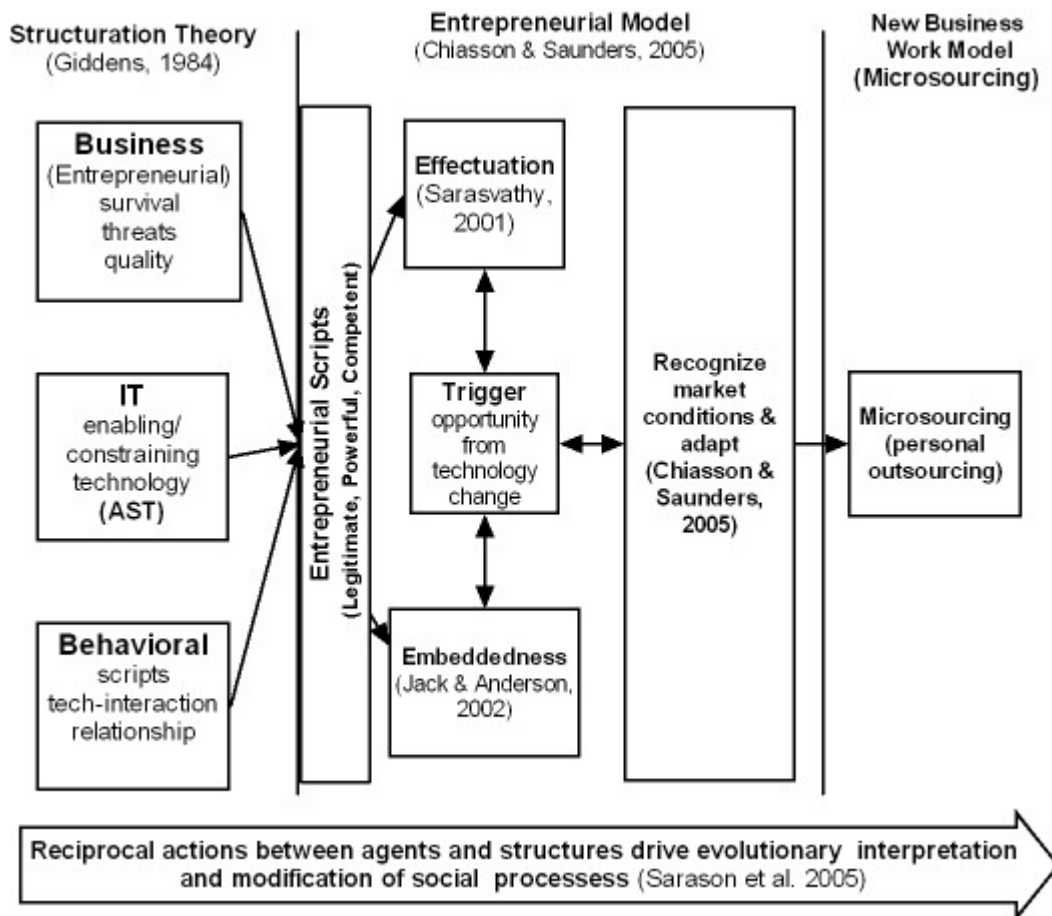 Structuration Theory
(Giddens, 1984)
Entrepreneurial Model
(Chiasson & Saunders, 2005)
New Business
Work Model
(Microsourcing)
Business
(Entrepreneurial)
survival
threats
quality
IT
enabling/
constraining
technology
(AST)
Behavioral
scripts
tech-interaction
relationship
Entrepreneurial Scripts
(Legitimate, Powerful, Competent)
Effectuation
(Sarasvathy,
2001)
Trigger
opportunity
from
technology
change
Embeddedness
(Jack & Anderson,
2002)
Recognize
market
conditions &
adapt
(Chiasson &
Saunders,
2005)
Microsourcing
(personal
outsourcing)
Reciprocal actions between agents and structures drive evolutionary interpretation
and modification of social processess (Sarason et al. 2005)